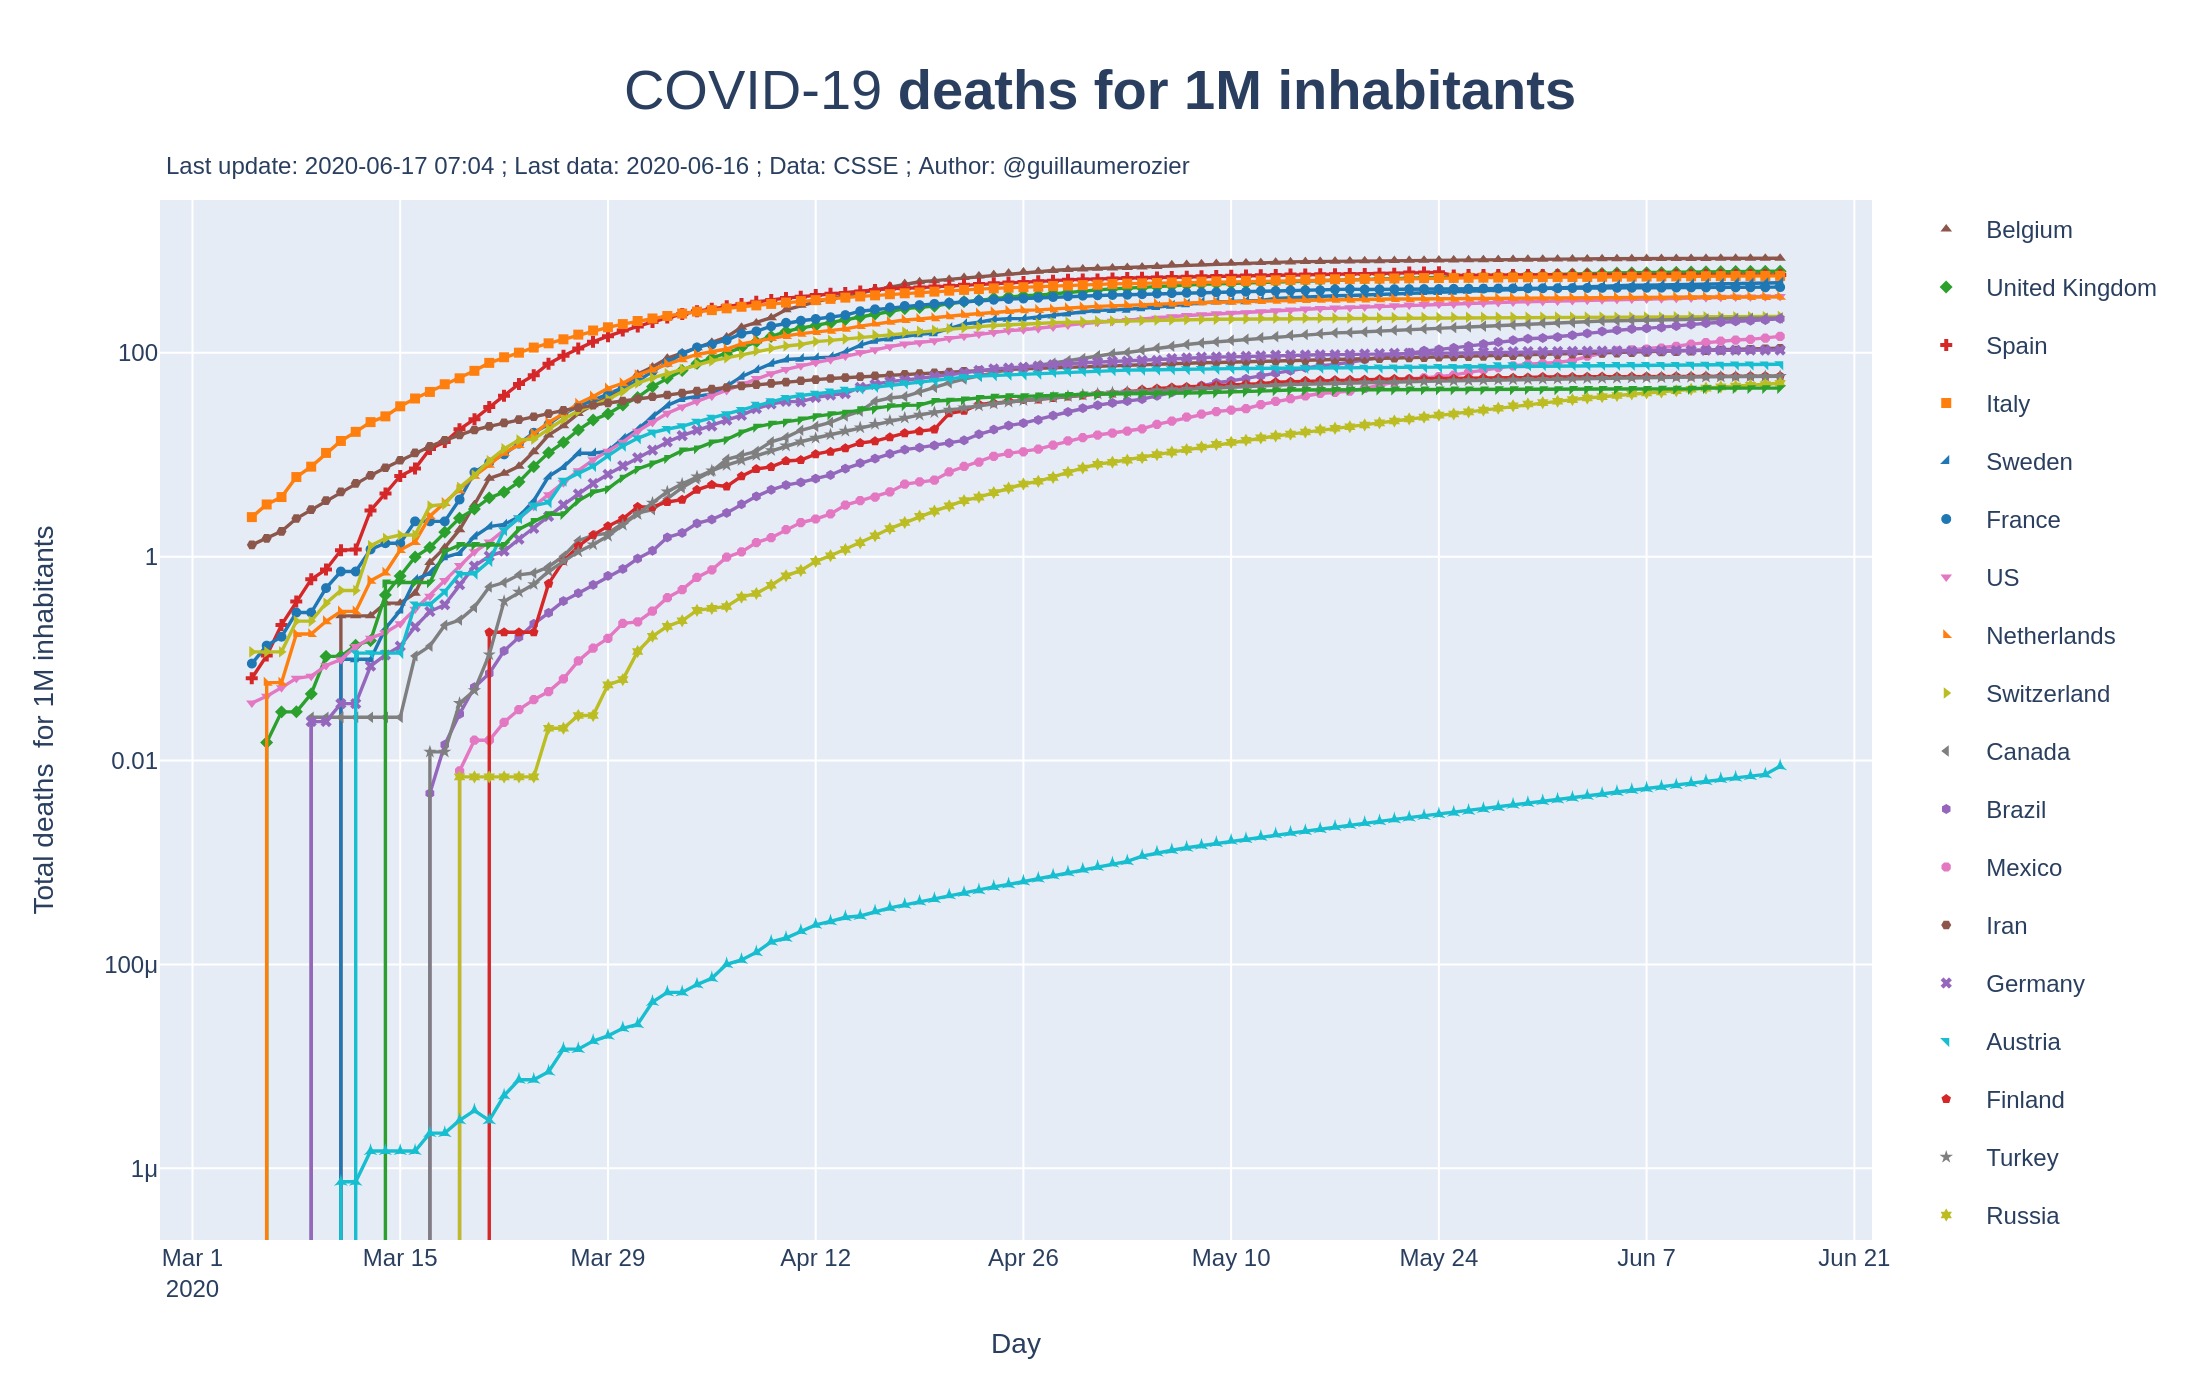 COVID-19 deaths for 1M inhabitants
Last update: 2020-06-17 07:04 ; Last data: 2020-06-16 ; Data: CSSE ; Author: @guillaumerozier
Total deaths for 1M inhabitants
100
1
0.01
100μ
1μ
Mar 1
2020
Mar 15
Mar 29
Apr 12
Apr 26
May 10
May 24
Jun 7
Jun 21
Day
Belgium
United Kingdom
Spain
Italy
Sweden
France
US
Netherlands
Switzerland
Canada
Brazil
Mexico
Iran
Germany
Austria
Finland
Turkey
Russia